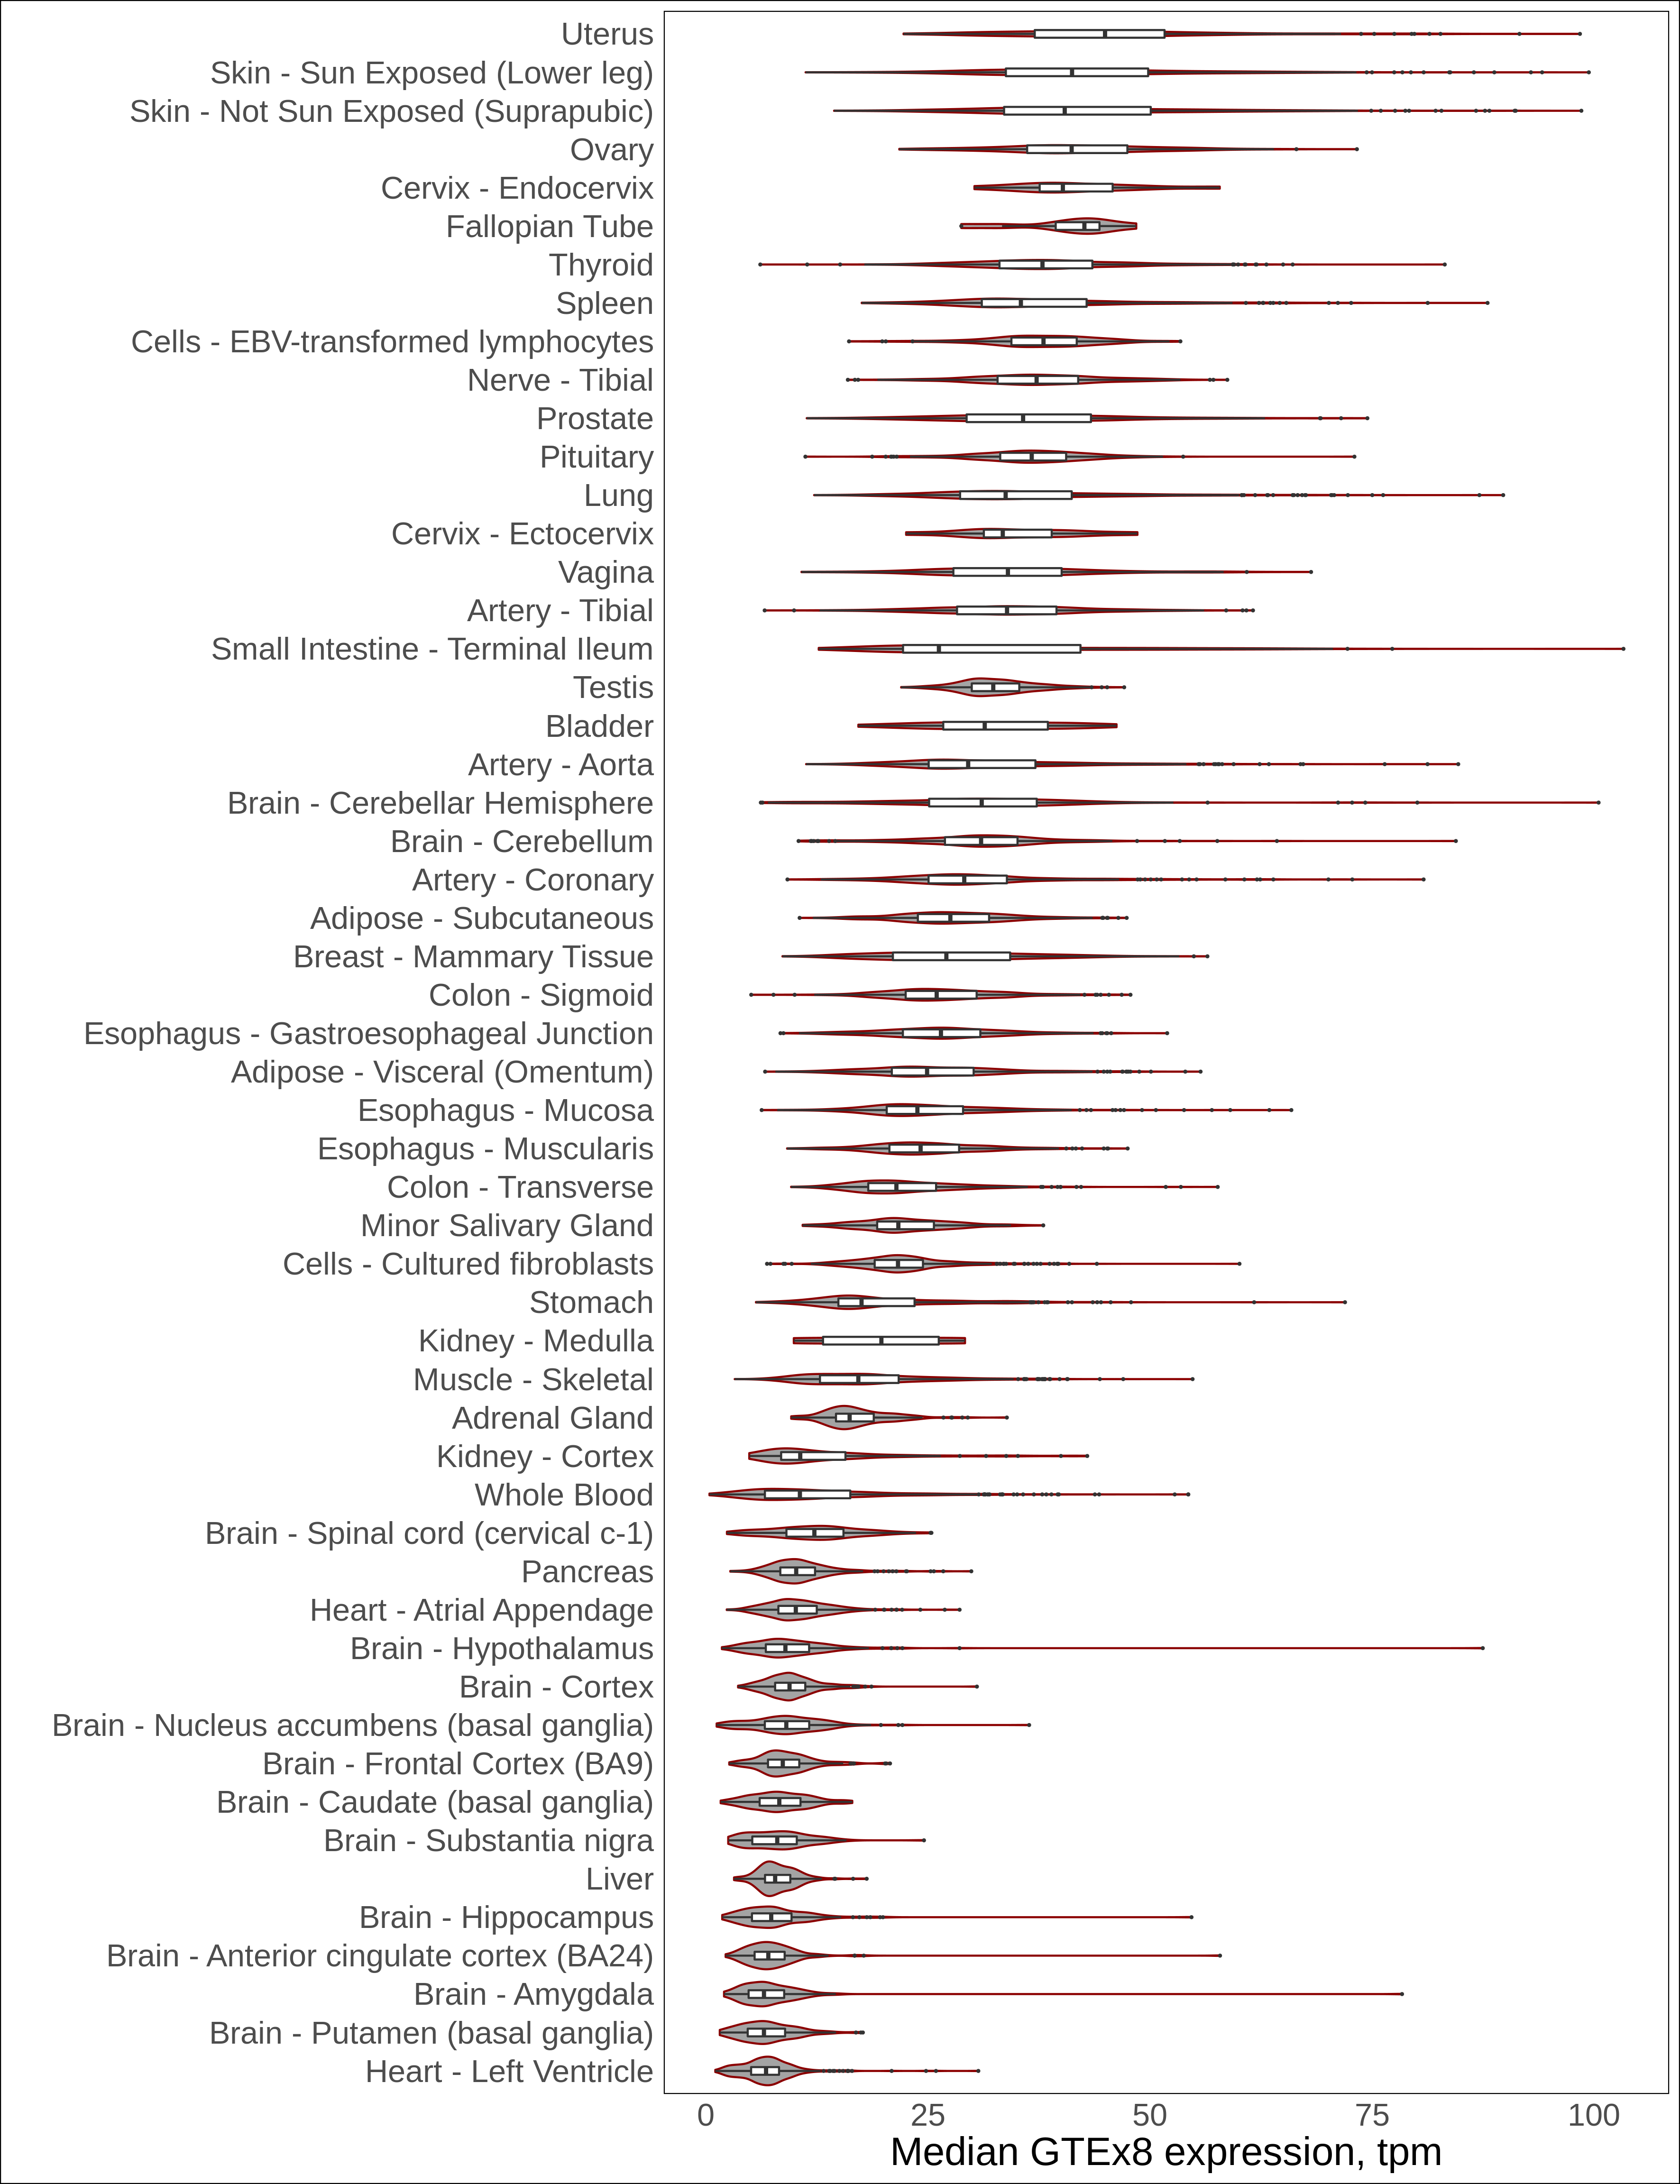 Uterus
Skin - Sun Exposed (Lower leg)
Skin - Not Sun Exposed (Suprapubic)
Ovary
Cervix - Endocervix
Fallopian Tube
Thyroid
Spleen
Cells - EBV-transformed lymphocytes
Nerve - Tibial
Prostate
Pituitary
Lung
Cervix - Ectocervix
Vagina
Artery - Tibial
Small Intestine - Terminal Ileum
Testis
Bladder
Artery - Aorta
Brain - Cerebellar Hemisphere
Brain - Cerebellum
Artery - Coronary
Adipose - Subcutaneous
Breast - Mammary Tissue
Colon - Sigmoid
Esophagus - Gastroesophageal Junction
Adipose - Visceral (Omentum)
Esophagus - Mucosa
Esophagus - Muscularis
Colon - Transverse
Minor Salivary Gland
Cells - Cultured fibroblasts
Stomach
Kidney - Medulla
Muscle - Skeletal
Adrenal Gland
Kidney - Cortex
Whole Blood
Brain - Spinal cord (cervical c-1)
Pancreas
Heart - Atrial Appendage
Brain - Hypothalamus
Brain - Cortex
Brain - Nucleus accumbens (basal ganglia)
Brain - Frontal Cortex (BA9)
Brain - Caudate (basal ganglia)
Brain - Substantia nigra
Liver
Brain - Hippocampus
Brain - Anterior cingulate cortex (BA24)
Brain - Amygdala
Brain - Putamen (basal ganglia)
Heart - Left Ventricle
0 25 50 75 100
Median GTEx8 expression, tpm